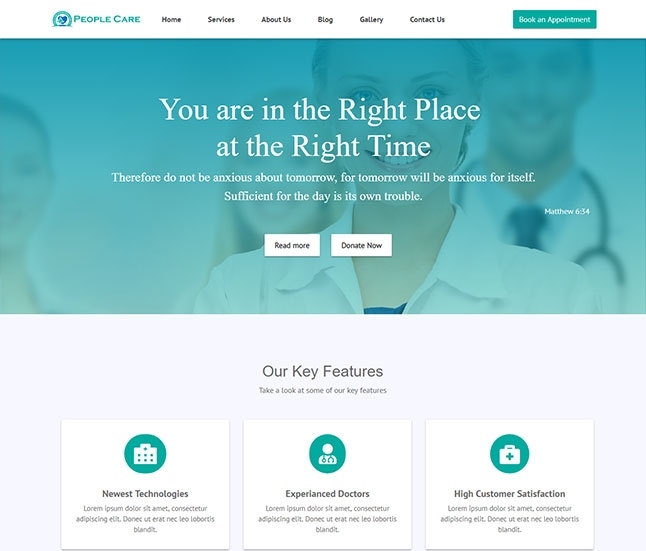 PEOPLE CARE
Home
Services
About Us
Blog
Gallery
Contact Us
Book an Appointment
You are in the Right Place
at the Right Time
Therefore do not be anxious about tomorrow, for tomorrow will be anxious for itself.
Sufficient for the day is its own trouble.
Matthew 6:34
Read more
Donate Now
Our Key Features
Take a look at some of our key features
Newest Technologies
Lorem ipsum dolor sit amet, consectetur
adipiscing elit. Donec ut erat nec leo lobortis
blandit.
Experianced Doctors
Lorem ipsum dolor sit amet, consectetur
adipiscing elit. Donec ut erat nec leo lobortis
blandit.
High Customer Satisfaction
Lorem ipsum dolor sit amet, consectetur
adipiscing elit. Donec ut erat nec leo lobortis
blandit.